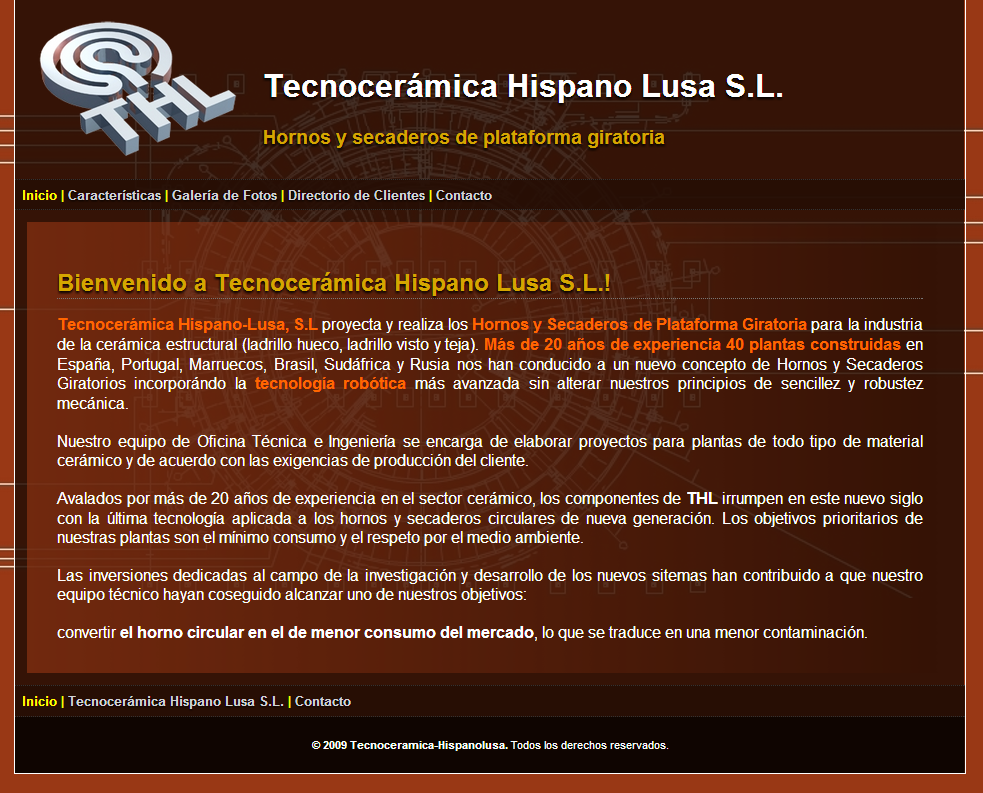 THL
Tecnocerámica Hispano Lusa S.L.
Hornos y secaderos de plataforma giratoria
Inicio | Características | Galería de Fotos | Directorio de Clientes | Contacto
Bienvenido a Tecnocerámica Hispano Lusa S.L.!
Tecnocerámica Hispano-Lusa, S.L proyecta y realiza los Hornos y Secaderos de Plataforma Giratoria para la industria
de la cerámica estructural (ladrillo hueco, ladrillo visto y teja). Más de 20 años de experiencia 40 plantas construidas en
España, Portugal, Marruecos, Brasil, Sudáfrica y Rusia nos han conducido a un nuevo concepto de Hornos y Secaderos
Giratorios incorporándo la tecnología robótica más avanzada sin alterar nuestros principios de sencillez y robustez
mecánica.
Nuestro equipo de Oficina Técnica e Ingeniería se encarga de elaborar proyectos para plantas de todo tipo de material
cerámico y de acuerdo con las exigencias de producción del cliente.
Avalados por más de 20 años de experiencia en el sector cerámico, los componentes de THL irrumpen en este nuevo siglo
con la última tecnología aplicada a los hornos y secaderos circulares de nueva generación. Los objetivos prioritarios de
nuestras plantas son el mínimo consumo y el respeto por el medio ambiente.
Las inversiones dedicadas al campo de la investigación y desarrollo de los nuevos sitemas han contribuido a que nuestro
equipo técnico hayan coseguido alcanzar uno de nuestros objetivos:
convertir el horno circular en el de menor consumo del mercado, lo que se traduce en una menor contaminación.
Inicio | Tecnocerámica Hispano Lusa S.L. | Contacto
© 2009 Tecnoceramica-Hispanolusa. Todos los derechos reservados.